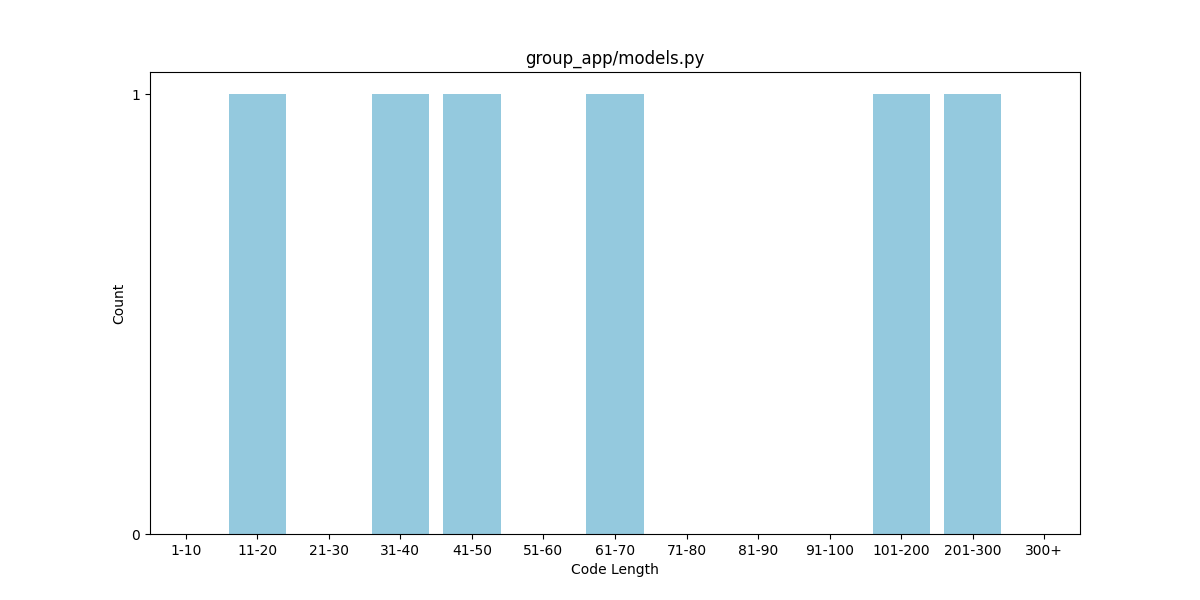 group_app/models.py
1
Count
0
1-10 11-20 21-30 31-40 41-50 51-60 61-70 71-80 81-90 91-100 101-200 201-300 300+
Code Length